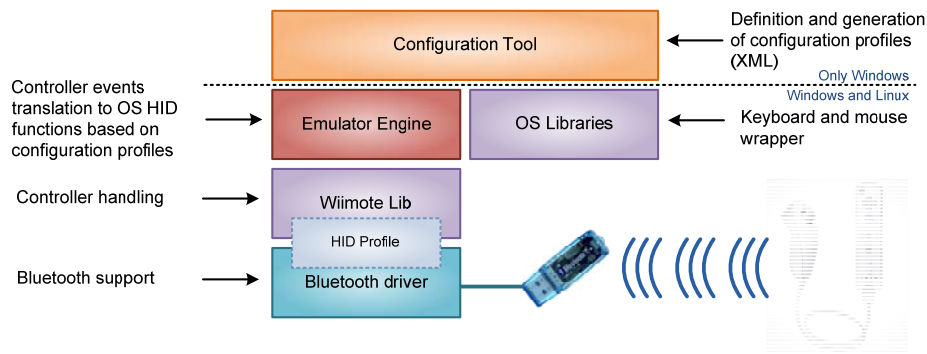 Configuration Tool
Definition and generation
of configuration profiles
(XML)
Only Windows
Windows and Linux
Controller events
translation to OS HID
functions based on
configuration profiles
Emulator Engine
OS Libraries
Keyboard and mouse
wrapper
Controller handling
Wiimote Lib
HID Profile
Bluetooth support
Bluetooth driver